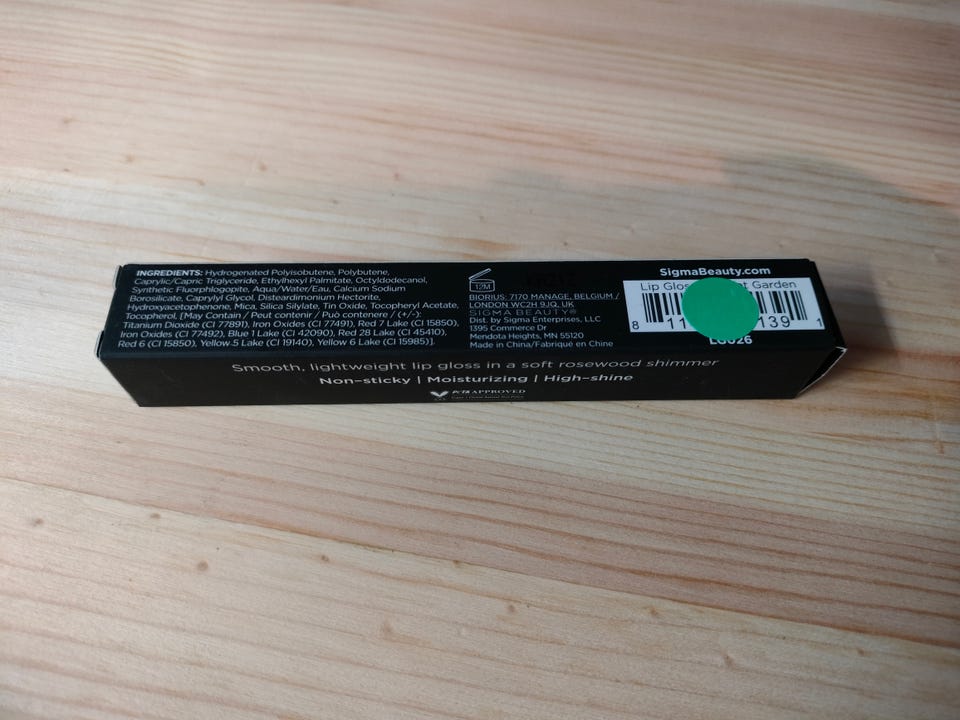 INGREDIENTS: Hydrogenated Polyisobutene, Polybutene,
Caprylic/Capric Triglyceride, Ethylhexyl Palmitate, Octyldodecanol,
Synthetic Fluorphlogopite, Aqua/Water/Eau, Calcium Sodium
Borosilicate, Caprylyl Glycol, Disteardimonium Hectorite,
Hydroxyacetophenone, Mica, Silica Silylate, Tin Oxide, Tocopheryl Acetate,
Tocopherol, [May Contain / Peut contenir / Può contenere / (+/-):
Titanium Dioxide (CI 77891), Iron Oxides (CI 77491), Red 7 Lake (CI 15850),
Iron Oxides (CI 77492), Blue 1 Lake (CI 42090), Red 28 Lake (CI 45410),
Red 6 (CI 15850), Yellow 5 Lake (CI 19140), Yellow 6 Lake (CI 15985)].
12M
BIORIUS: 7170 MANAGE, BELGIUM /
LONDON WC2H 9JQ, UK
SIGMA BEAUTY®
Dist. by Sigma Enterprises, LLC
1395 Commerce Dr
Mendota Heights, MN 55120
Made in China/Fabriqué en Chine
SigmaBeauty.com
Lip Glos Garden
8 11 139 1
Smooth, lightweight lip gloss in a soft rosewood shimmer
Non-sticky | Moisturizing | High-shine
PETA APPROVED